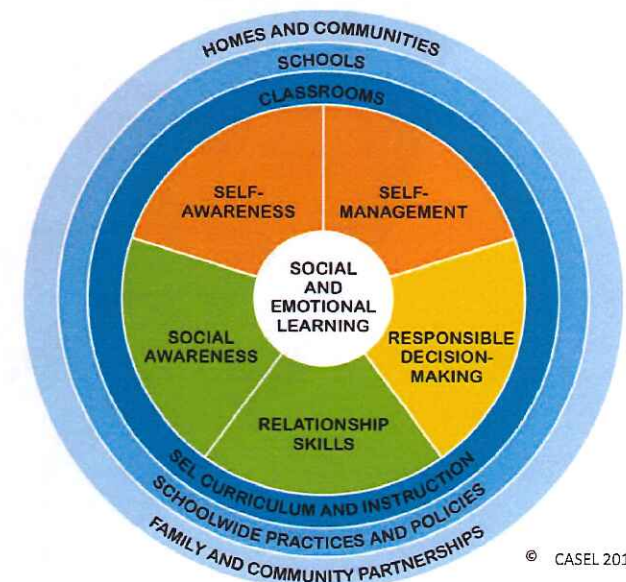 HOMES AND COMMUNITIES
SCHOOLS
CLASSROOMS
SELF-
AWARENESS
SELF-
MANAGEMENT
SOCIAL
AND
EMOTIONAL
LEARNING
SOCIAL
AWARENESS
RESPONSIBLE
DECISION-
MAKING
RELATIONSHIP
SKILLS
SEL CURRICULUM AND INSTRUCTION
SCHOOLWIDE PRACTICES AND POLICIES
FAMILY AND COMMUNITY PARTNERSHIPS
© CASEL